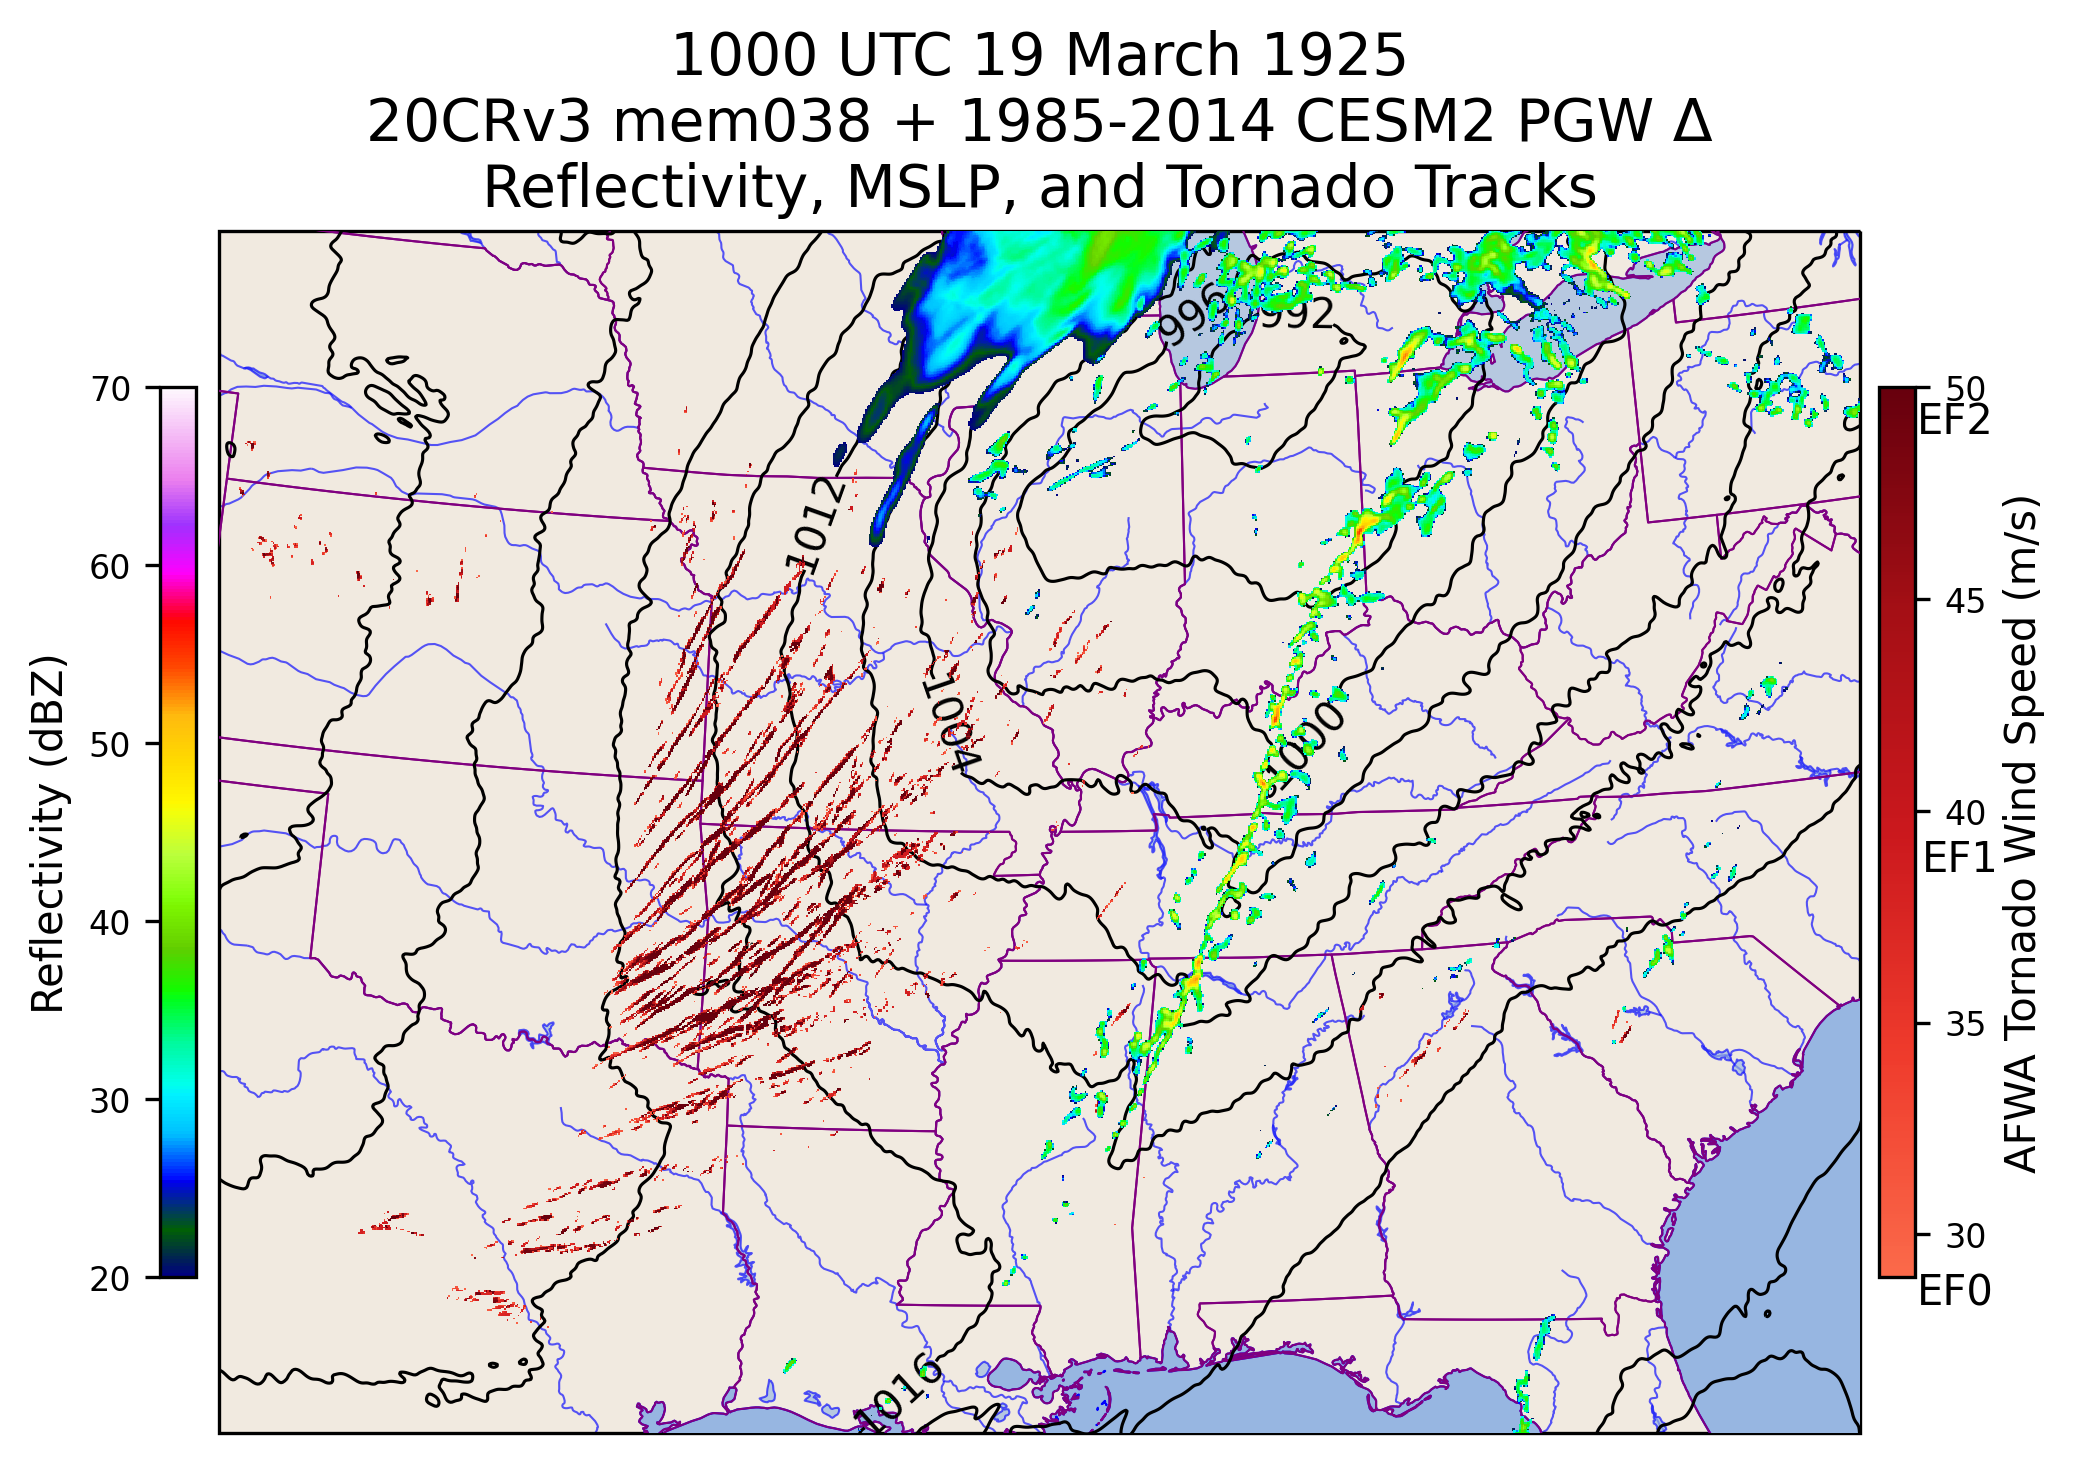 1000 UTC 19 March 1925
20CRv3 mem038 + 1985-2014 CESM2 PGW Δ
Reflectivity, MSLP, and Tornado Tracks
Reflectivity (dBZ)
70
60
50
40
30
20
996
992
1012
1004
1000
1016
50
EF2
45
40
EF1
35
30
EF0
AFWA Tornado Wind Speed (m/s)